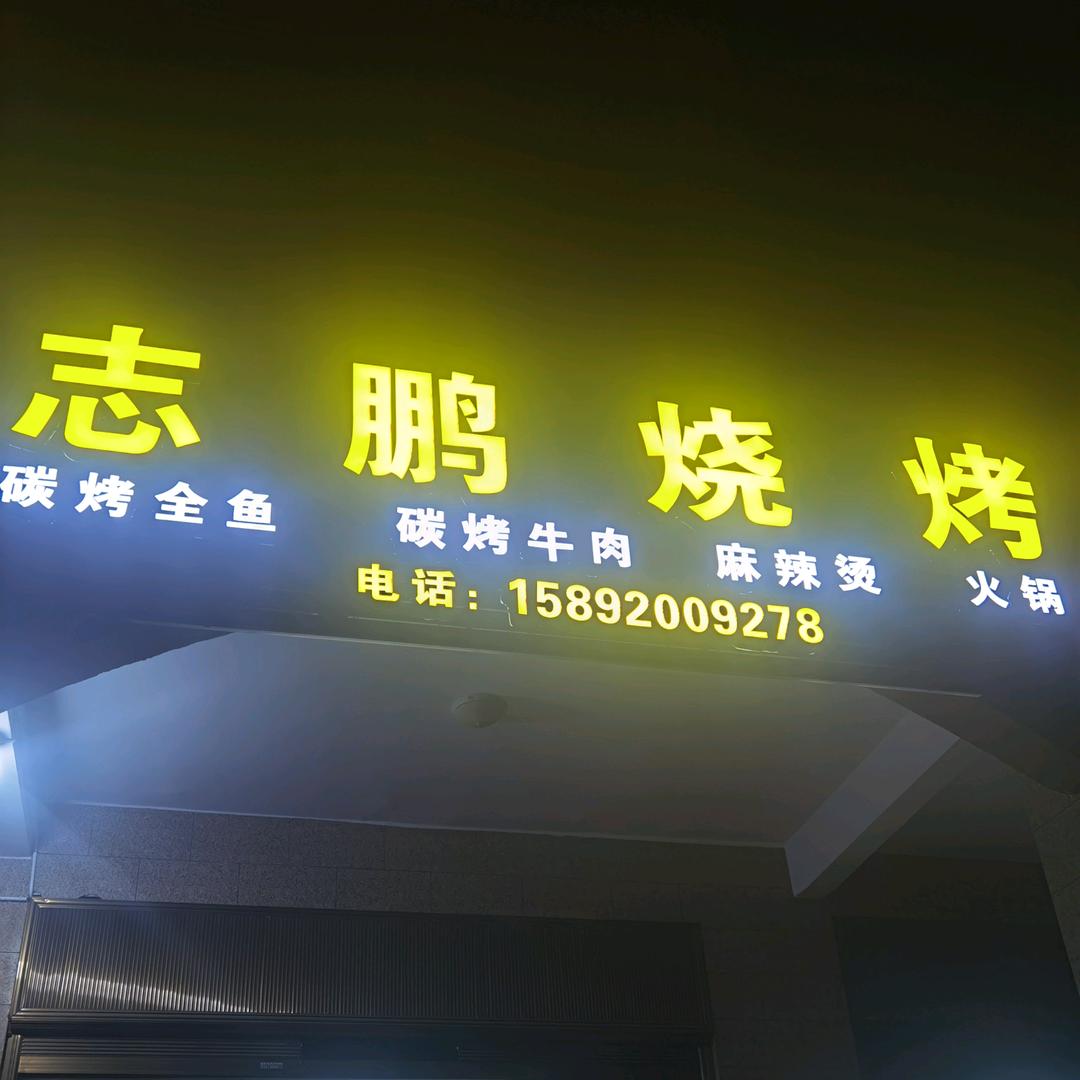 志鹏烧烤
碳烤全鱼 碳烤牛肉 麻辣烫 火锅
电话：15892009278